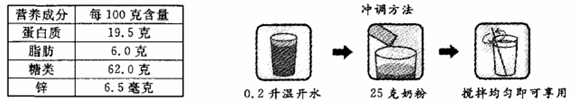 营养成分 每100克含量
蛋白质 19.5克
脂肪 6.0克
糖类 62.0克
锌 6.5毫克
冲调方法
0.2升温开水
25克奶粉
搅拌均匀即可享用